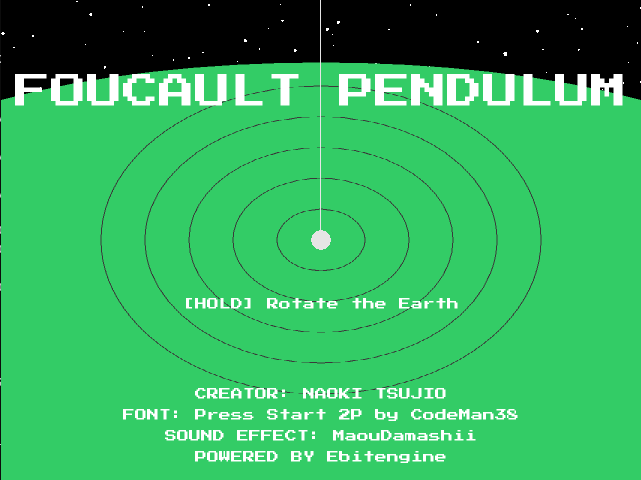 FOUCAULT PENDULUM
[HOLD] Rotate the Earth
CREATOR: NAOKI TSUJIO
FONT: Press Start 2P by CodeMan38
SOUND EFFECT: MaouDamashii
POWERED BY Ebitengine